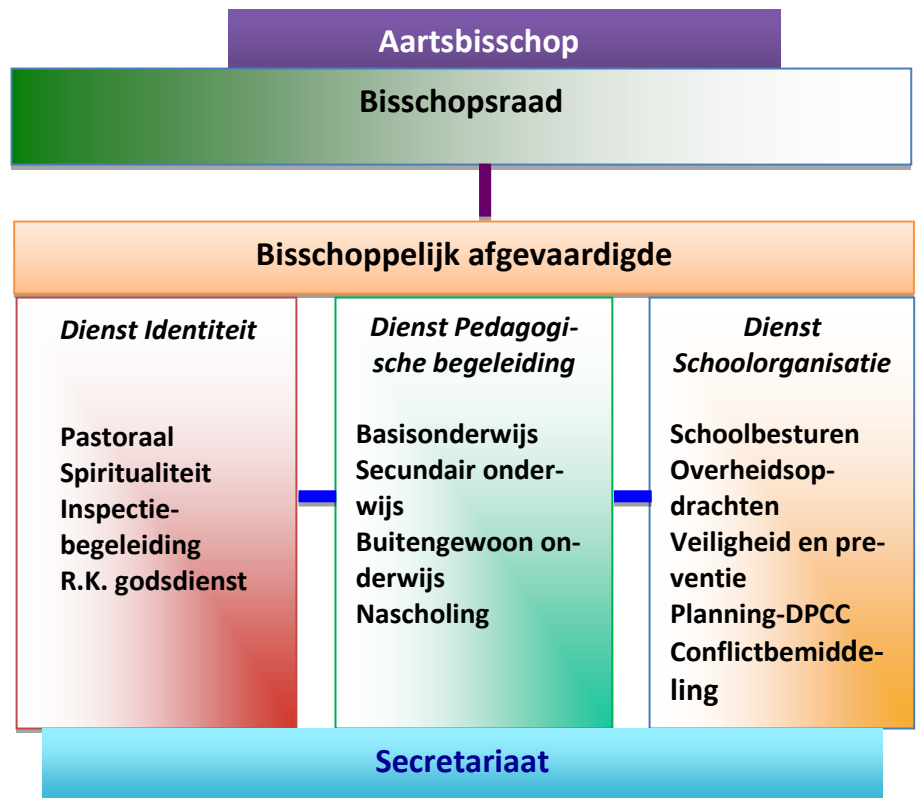 Aartsbisschop
Bisschopsraad
Bisschoppelijk afgevaardigde
Dienst Identiteit
Pastoraal
Spiritualiteit
Inspectie-
begeleiding
R.K. godsdienst
Dienst Pedagogi-
sche begeleiding
Basisonderwijs
Secundair onder-
wijs
Buitengewoon on-
derwijs
Nascholing
Dienst
Schoolorganisatie
Schoolbesturen
Overheidsop-
drachten
Veiligheid en pre-
ventie
Planning-DPCC
Conflictbemidde-
ling
Secretariaat